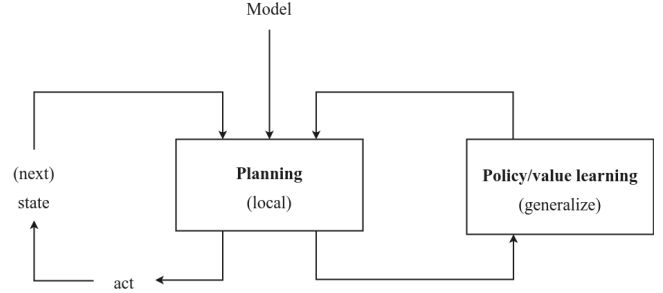 Model
(next)
state
Planning
(local)
Policy/value learning
(generalize)
act